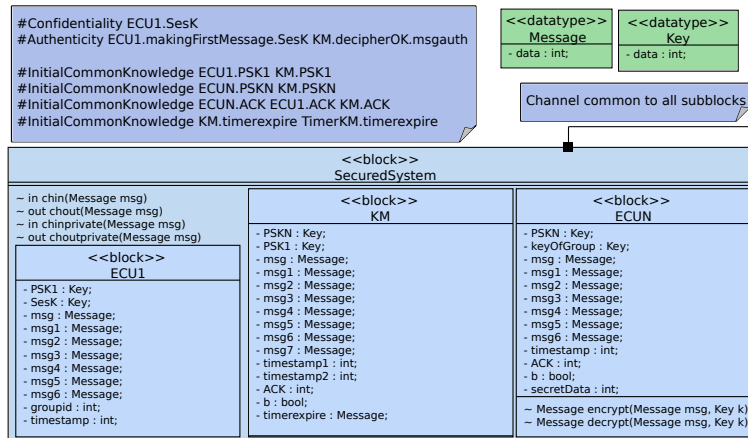 #Confidentiality ECU1.SesK
#Authenticity ECU1.makingFirstMessage.SesK KM.decipherOK.msgauth
#InitialCommonKnowledge ECU1.PSK1 KM.PSK1
#InitialCommonKnowledge ECUN.PSKN KM.PSKN
#InitialCommonKnowledge ECUN.ACK ECU1.ACK KM.ACK
#InitialCommonKnowledge KM.timerexpire TimerKM.timerexpire
<<datatype>>
Message
- data : int;
<<datatype>>
Key
- data : int;
Channel common to all subblocks
<<block>>
SecuredSystem
~ in chin(Message msg)
~ out chout(Message msg)
~ in chinprivate(Message msg)
~ out choutprivate(Message msg)
<<block>>
ECU1
- PSK1 : Key;
- SesK : Key;
- msg : Message;
- msg1 : Message;
- msg2 : Message;
- msg3 : Message;
- msg4 : Message;
- msg5 : Message;
- msg6 : Message;
- groupid : int;
- timestamp : int;
<<block>>
KM
- PSKN : Key;
- PSK1 : Key;
- msg : Message;
- msg1 : Message;
- msg2 : Message;
- msg3 : Message;
- msg4 : Message;
- msg5 : Message;
- msg6 : Message;
- msg7 : Message;
- timestamp1 : int;
- timestamp2 : int;
- ACK : int;
- b : bool;
- timerexpire : Message;
<<block>>
ECUN
- PSKN : Key;
- keyOfGroup : Key;
- msg : Message;
- msg1 : Message;
- msg2 : Message;
- msg3 : Message;
- msg4 : Message;
- msg5 : Message;
- msg6 : Message;
- timestamp : int;
- ACK : int;
- b : bool;
- secretData : int;
~ Message encrypt(Message msg, Key k)
~ Message decrypt(Message msg, Key k)